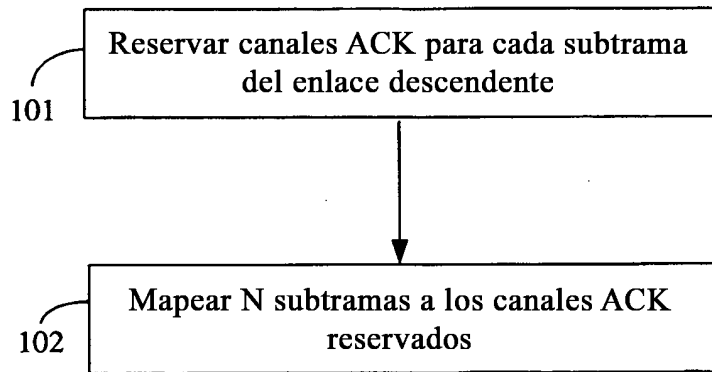 Reservar canales ACK para cada subtrama
del enlace descendente
101
Mapear N subtramas a los canales ACK
reservados
102